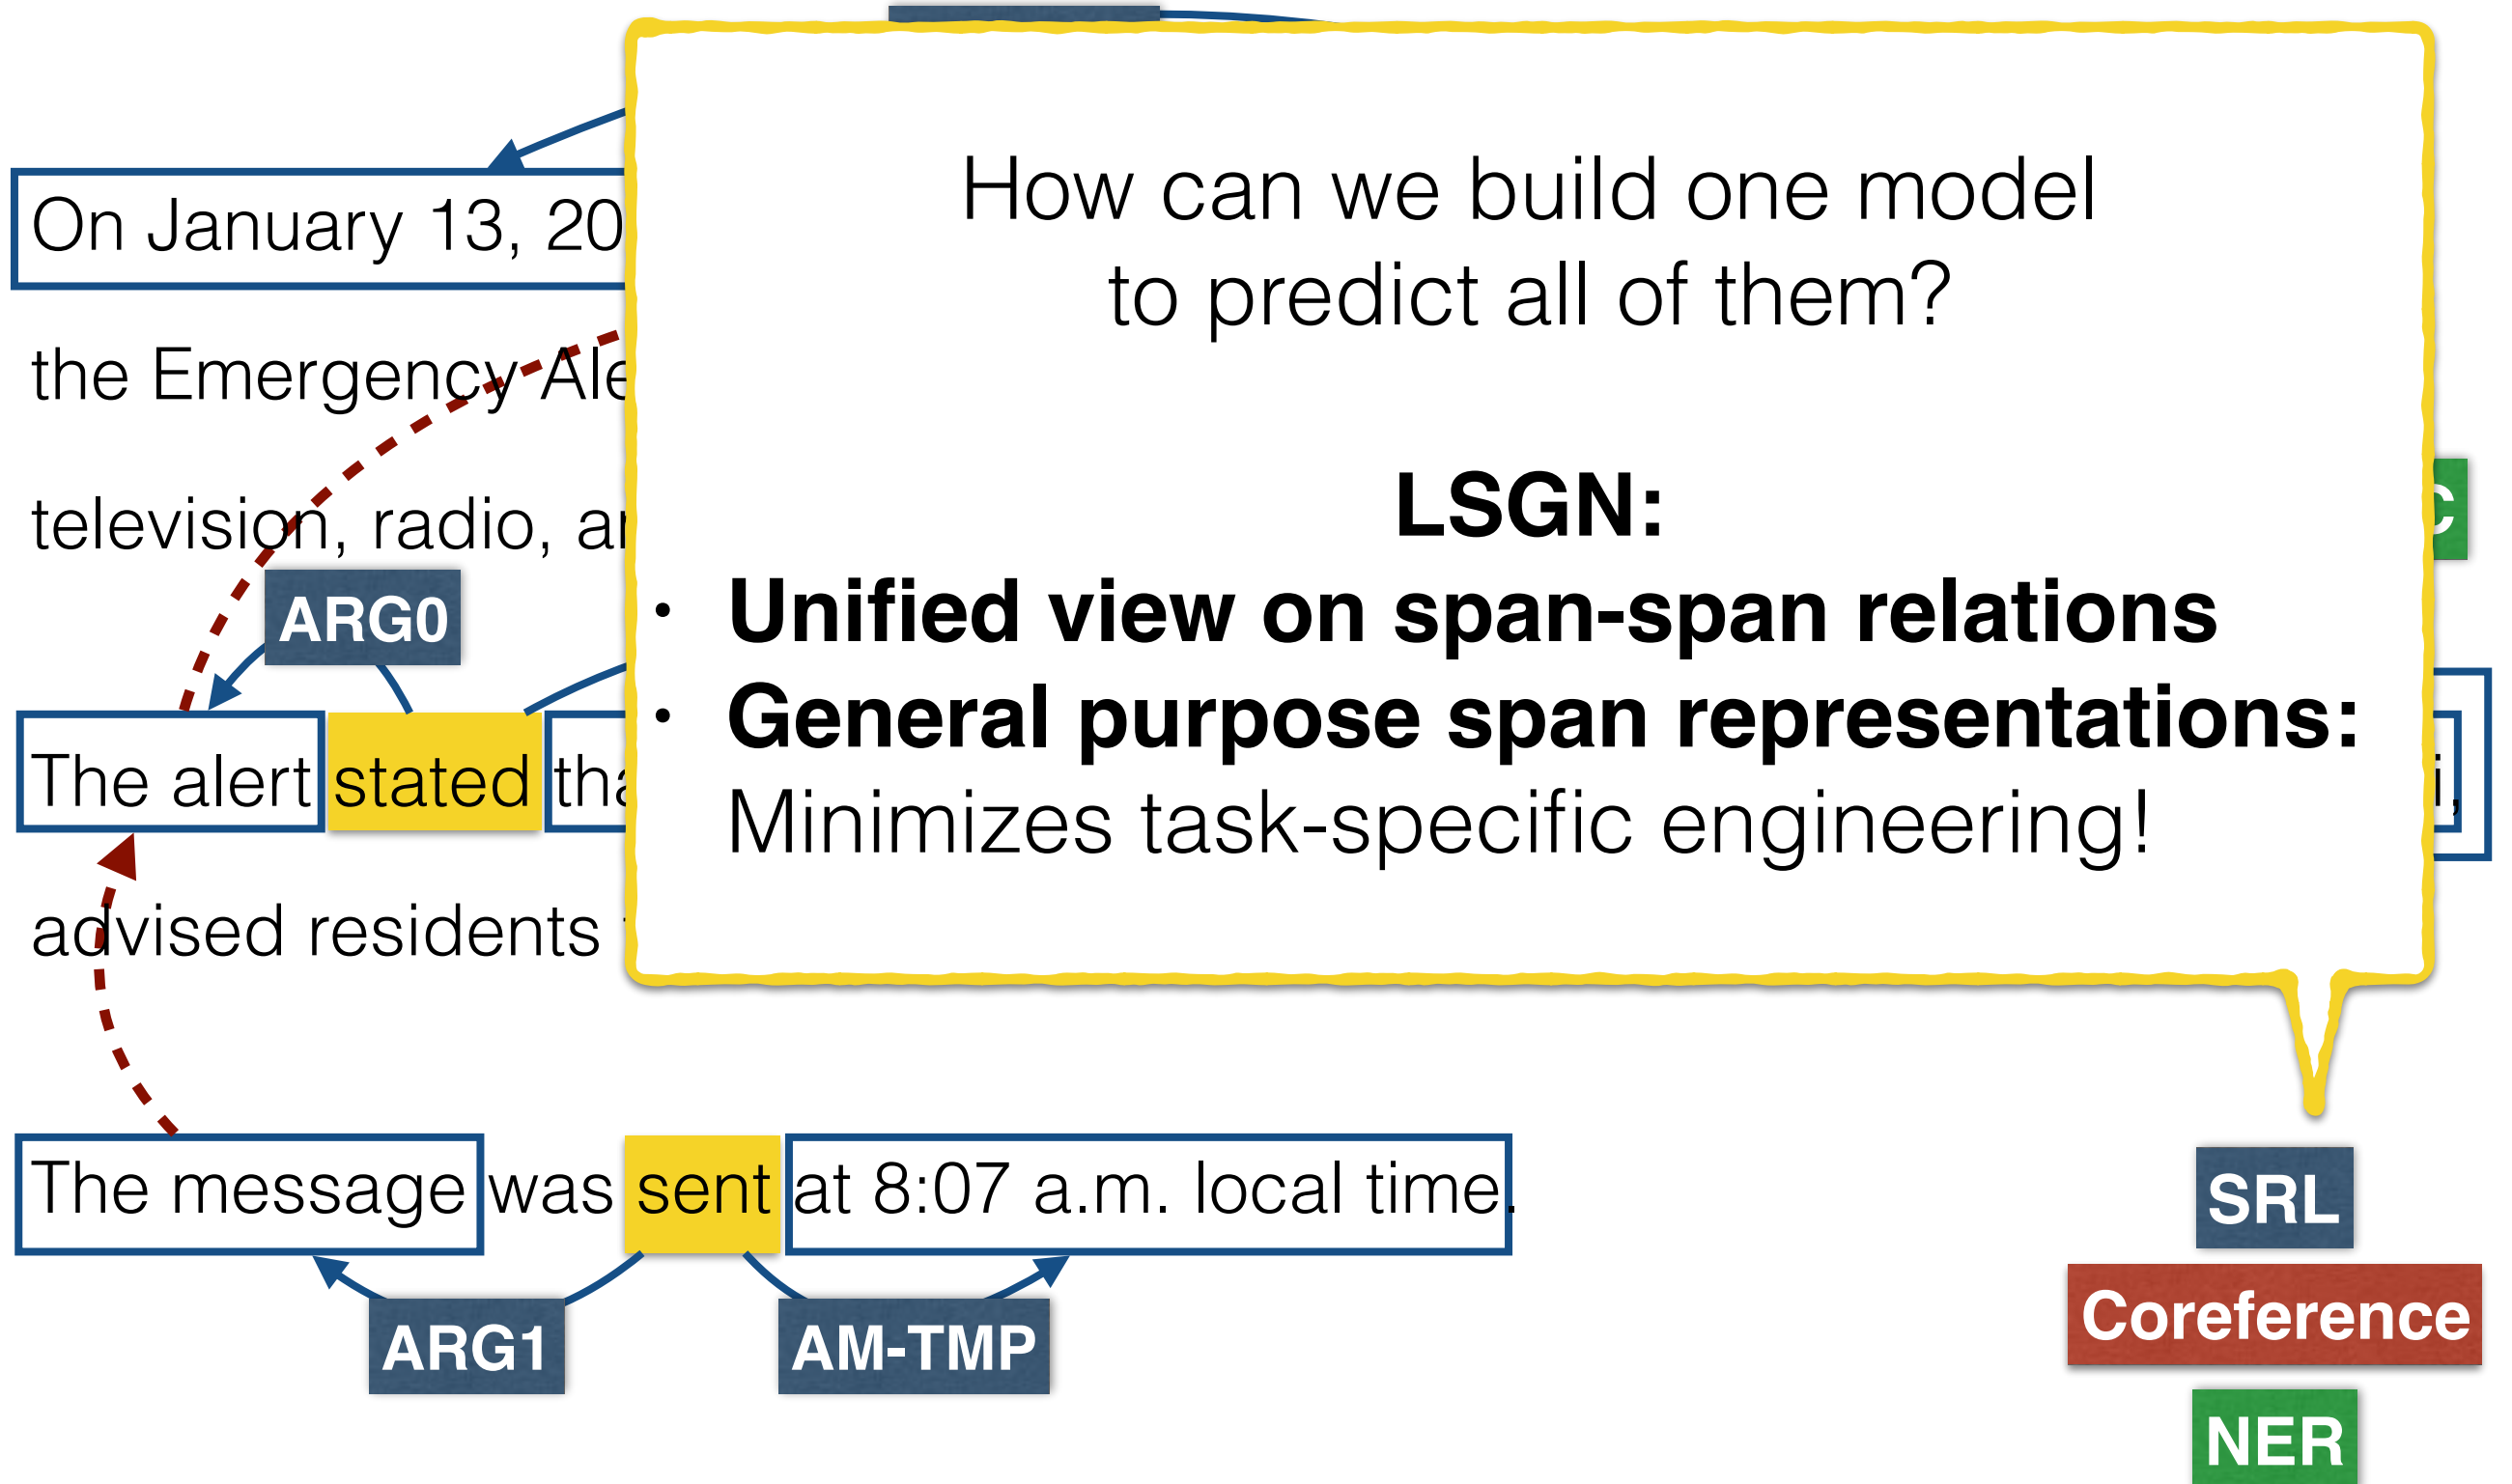 How can we build one model
to predict all of them?
LSGN:
• Unified view on span-span relations
• General purpose span representations:
Minimizes task-specific engineering!
On January 13, 20
the Emergency
television, radio,
ARG0
The alert stated
advised residents
The message was sent at 8:07 a.m. local time.
ARG1 AM-TMP
SRL
Coreference
NER